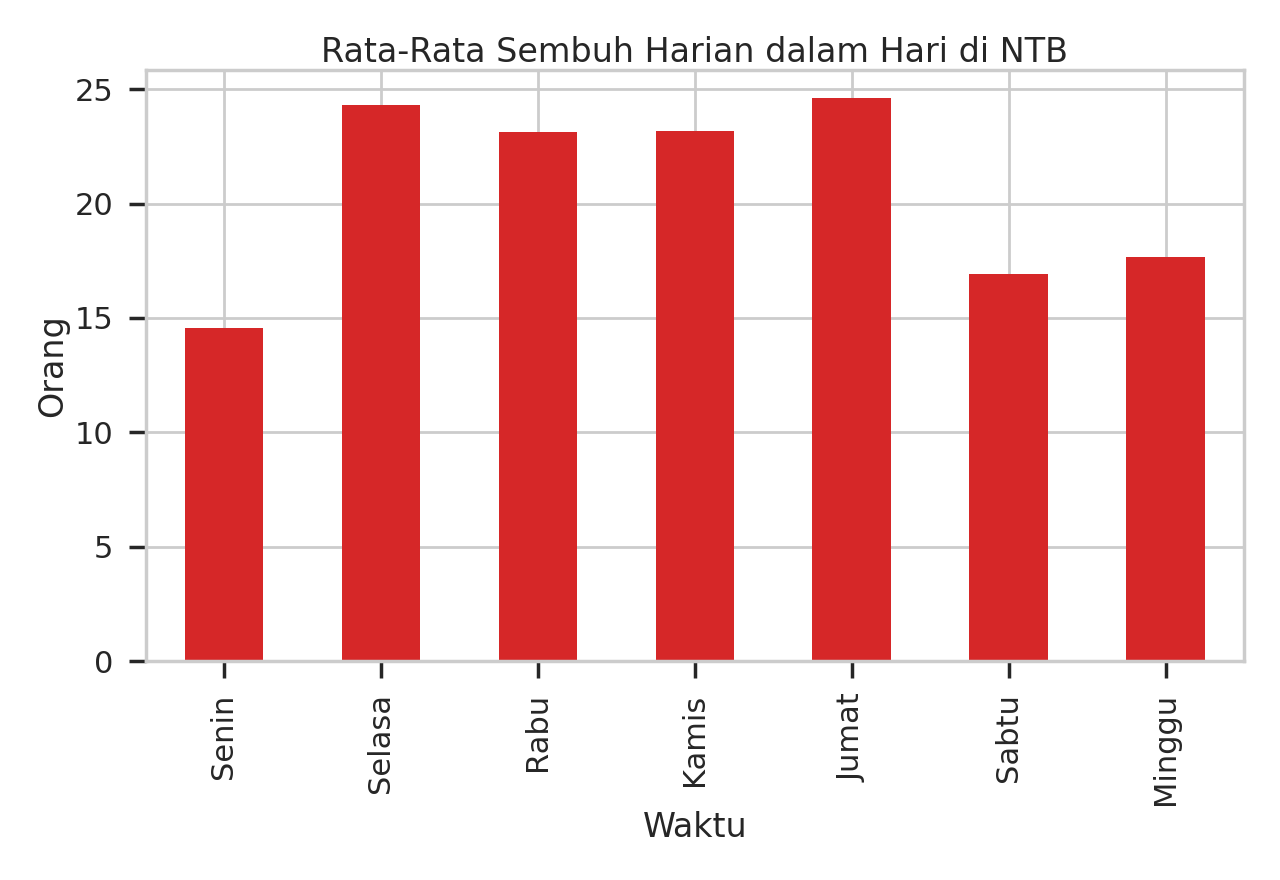 Rata-Rata Sembuh Harian dalam Hari di NTB
25
20
15
10
5
0
Orang
Senin
Selasa
Rabu
Kamis
Jumat
Sabtu
Minggu
Waktu